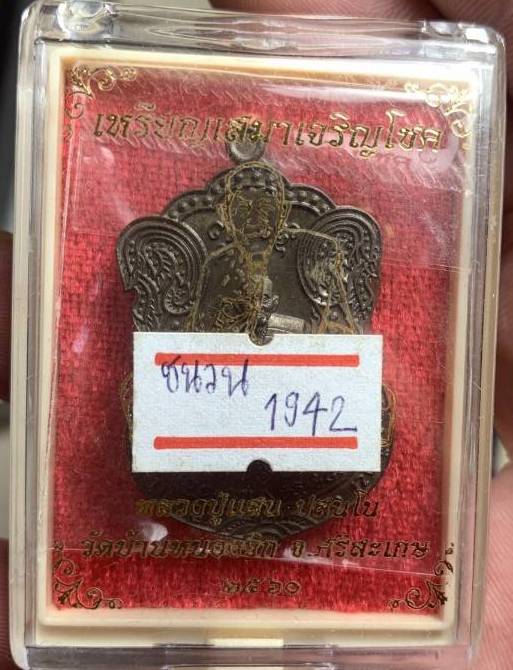 เหรียญเสมาเจริญโชค
ชนวน
1942
หลวงปู่แสน ปสนฺโน
วัดบ้านหนองจิก จ.ศรีสะเกษ
๒๕๖๐